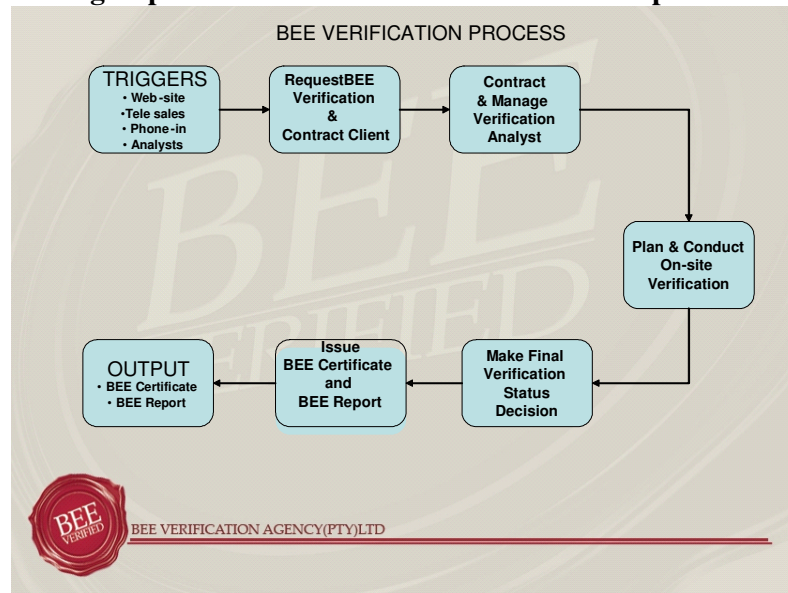 BEE VERIFICATION PROCESS
TRIGGERS
• Web-site
•Tele sales
• Phone-in
• Analysts
RequestBEE
Verification
&
Contract Client
Contract
& Manage
Verification
Analyst
Plan & Conduct
On-site
Verification
Make Final
Verification
Status
Decision
Issue
BEE Certificate
and
BEE Report
OUTPUT
• BEE Certificate
• BEE Report
BEE
VERIFIED
BEE
VERIFIED
BEE VERIFICATION AGENCY(PTY)LTD